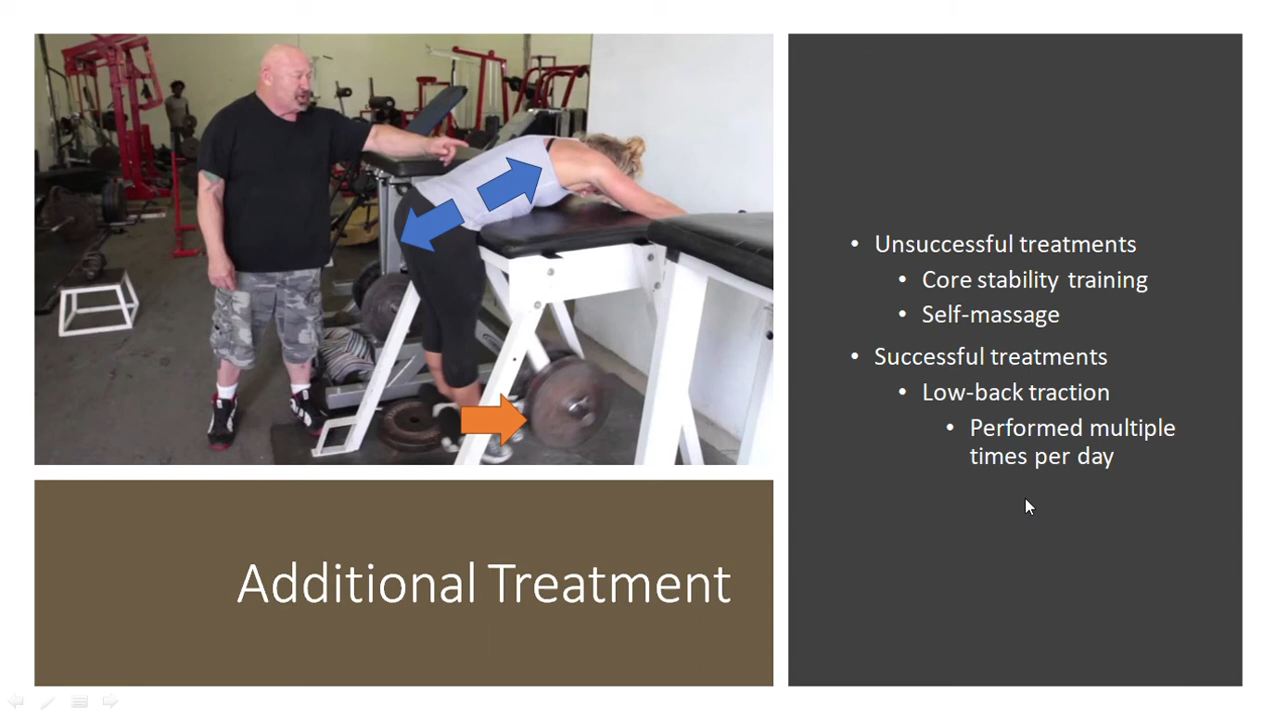 Unsuccessful treatments
Core stability training
Self-massage
Successful treatments
Low-back traction
Performed multiple
times per day
Additional Treatment